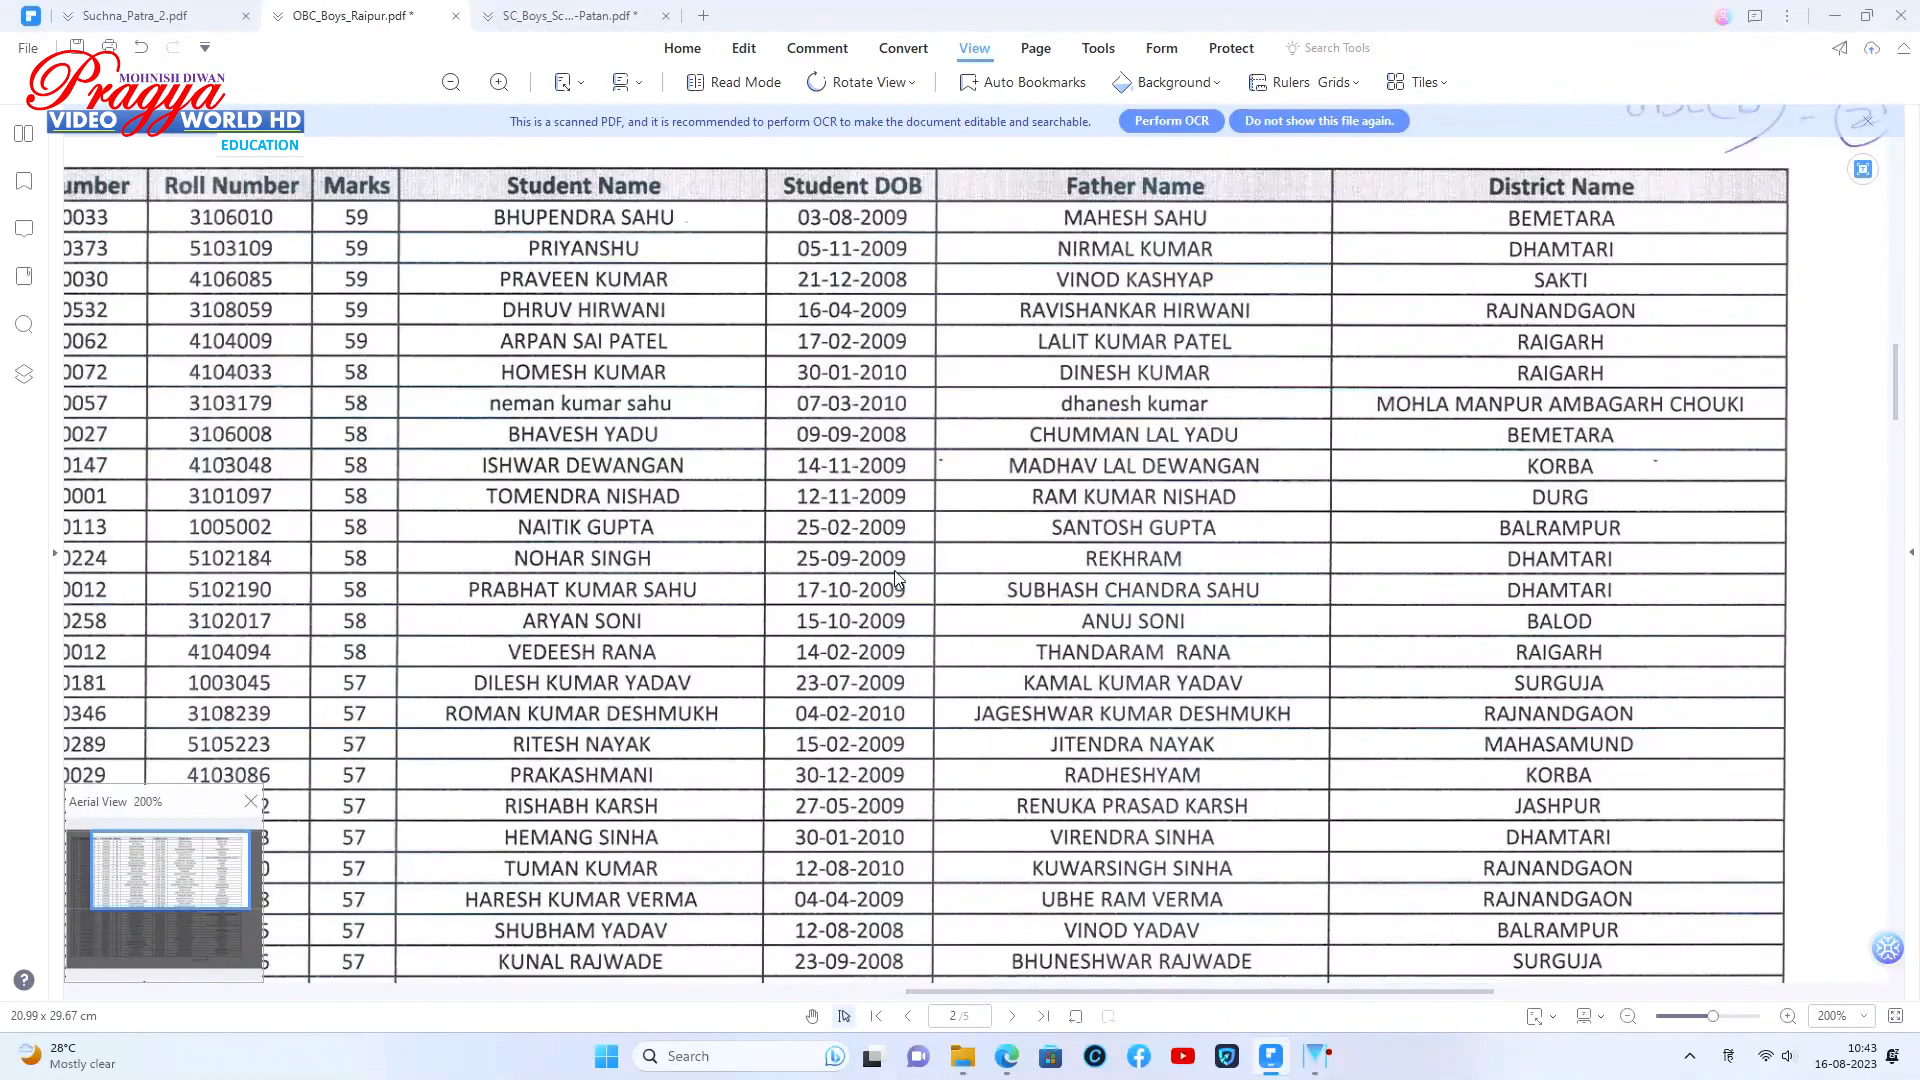 Suchna_Patra_2.pdf OBC_Boys_Raipur.pdf * SC_Boys_Sc...-Patan.pdf *
File Home Edit Comment Convert View Page Tools Form Protect Search Tools
MOHNISH DIWAN
Pragya
VIDEO WORLD HD
EDUCATION
Read Mode Rotate View Auto Bookmarks Background Rulers Grids Tiles
This is a scanned PDF, and it is recommended to perform OCR to make the document editable and searchable. Perform OCR Do not show this file again.
umber Roll Number Marks Student Name Student DOB Father Name District Name
0033 3106010 59 BHUPENDRA SAHU 03-08-2009 MAHESH SAHU BEMETARA
0373 5103109 59 PRIYANSHU 05-11-2009 NIRMAL KUMAR DHAMTARI
0030 4106085 59 PRAVEEN KUMAR 21-12-2008 VINOD KASHYAP SAKTI
0532 3108059 59 DHRUV HIRWANI 16-04-2009 RAVISHANKAR HIRWANI RAJNANDGAON
0062 4104009 59 ARPAN SAI PATEL 17-02-2009 LALIT KUMAR PATEL RAIGARH
0072 4104033 58 HOMESH KUMAR 30-01-2010 DINESH KUMAR RAIGARH
0057 3103179 58 neman kumar sahu 07-03-2010 dhanesh kumar MOHLA MANPUR AMBAGARH CHOUKI
0027 3106008 58 BHAVESH YADU 09-09-2008 CHUMMAN LAL YADU BEMETARA
0147 4103048 58 ISHWAR DEWANGAN 14-11-2009 MADHAV LAL DEWANGAN KORBA
0001 3101097 58 TOMENDRA NISHAD 12-11-2009 RAM KUMAR NISHAD DURG
0113 1005002 58 NAITIK GUPTA 25-02-2009 SANTOSH GUPTA BALRAMPUR
0224 5102184 58 NOHAR SINGH 25-09-2009 REKHRAM DHAMTARI
0012 5102190 58 PRABHAT KUMAR SAHU 17-10-2009 SUBHASH CHANDRA SAHU DHAMTARI
0258 3102017 58 ARYAN SONI 15-10-2009 ANUJ SONI BALOD
0012 4104094 58 VEDEESH RANA 14-02-2009 THANDARAM RANA RAIGARH
0181 1003045 57 DILESH KUMAR YADAV 23-07-2009 KAMAL KUMAR YADAV SURGUJA
0346 3108239 57 ROMAN KUMAR DESHMUKH 04-02-2010 JAGESHWAR KUMAR DESHMUKH RAJNANDGAON
0289 5105223 57 RITESH NAYAK 15-02-2009 JITENDRA NAYAK MAHASAMUND
0029 4103086 57 PRAKASHMANI 30-12-2009 RADHESHYAM KORBA
Aerial View 200%
2 57 RISHABH KARSH 27-05-2009 RENUKA PRASAD KARSH JASHPUR
3 57 HEMANG SINHA 30-01-2010 VIRENDRA SINHA DHAMTARI
0 57 TUMAN KUMAR 12-08-2010 KUWARSINGH SINHA RAJNANDGAON
8 57 HARESH KUMAR VERMA 04-04-2009 UBHE RAM VERMA RAJNANDGAON
5 57 SHUBHAM YADAV 12-08-2008 VINOD YADAV BALRAMPUR
6 57 KUNAL RAJWADE 23-09-2008 BHUNESHWAR RAJWADE SURGUJA
20.99 x 29.67 cm 2 /5 200%
28°C
Mostly clear
Search
हि
10:43
16-08-2023